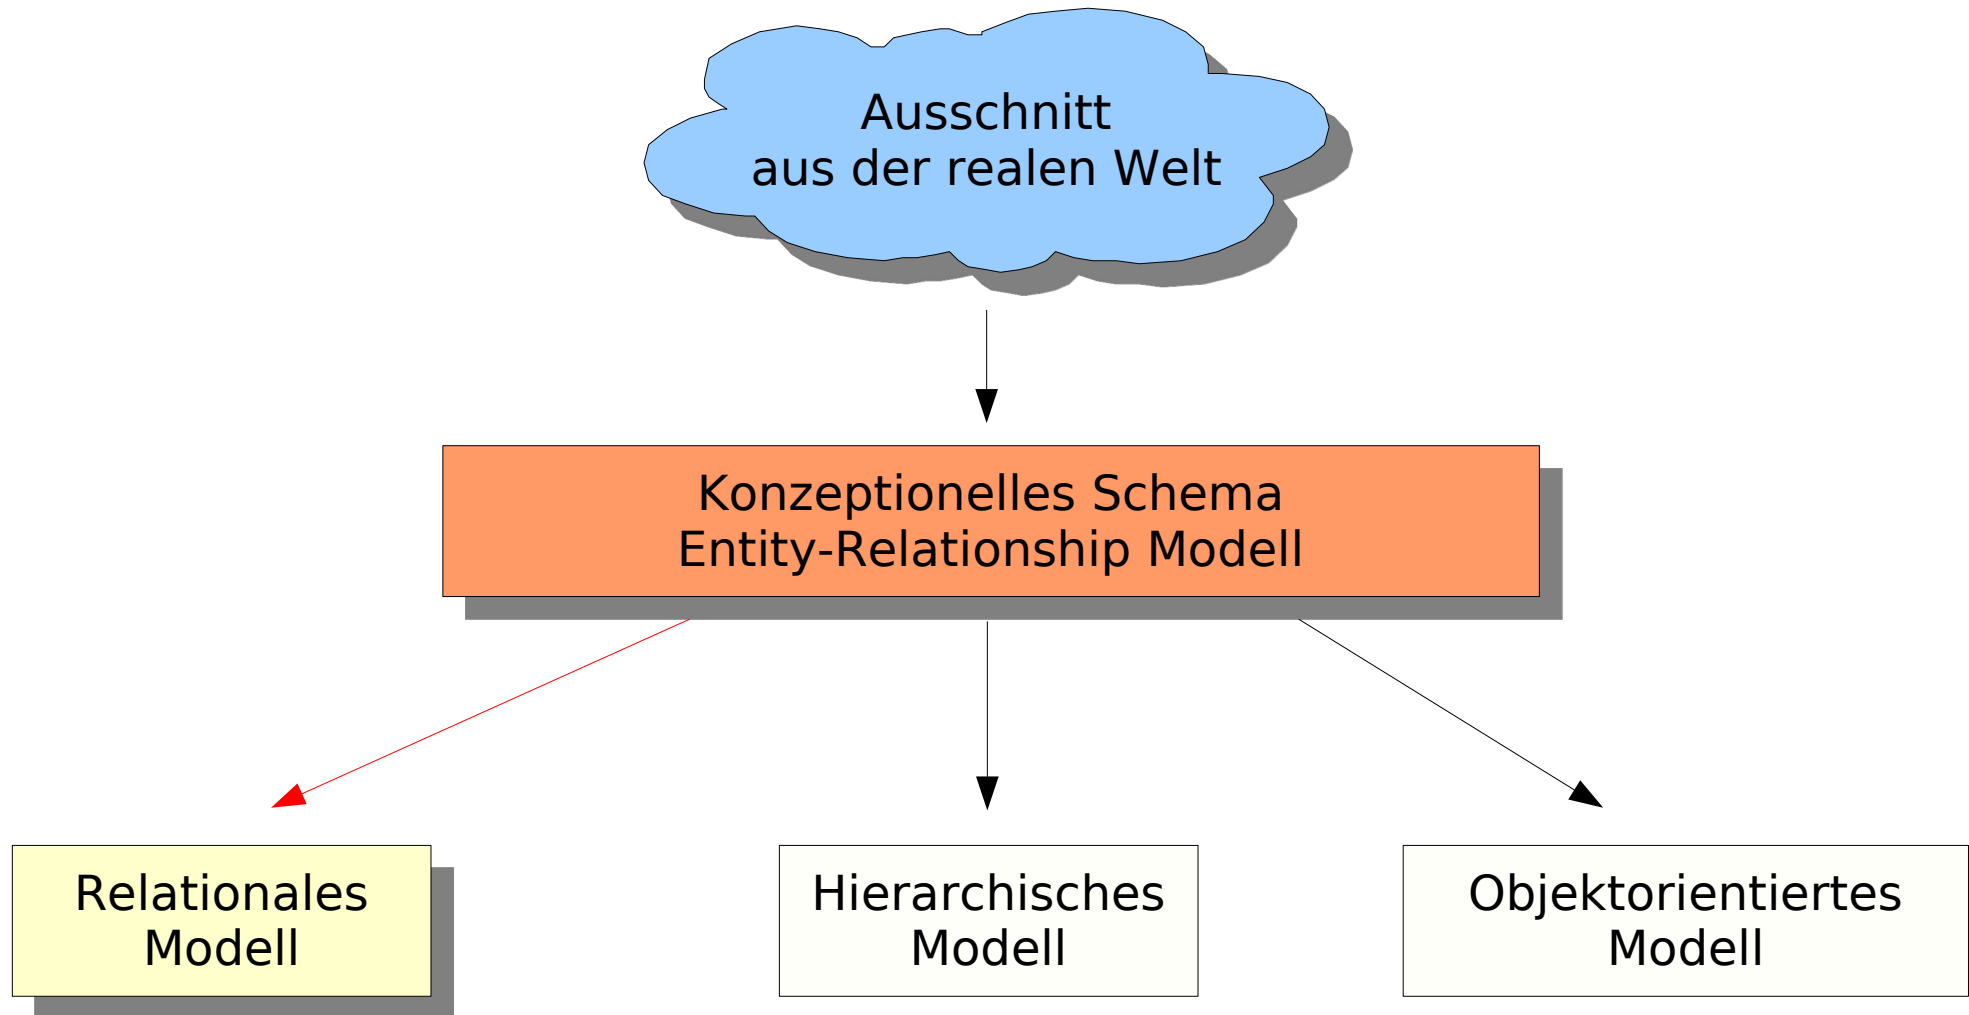 Ausschnitt
aus der realen Welt
Konzeptionelles Schema
Entity-Relationship Modell
Relationales
Modell
Hierarchisches
Modell
Objektorientiertes
Modell